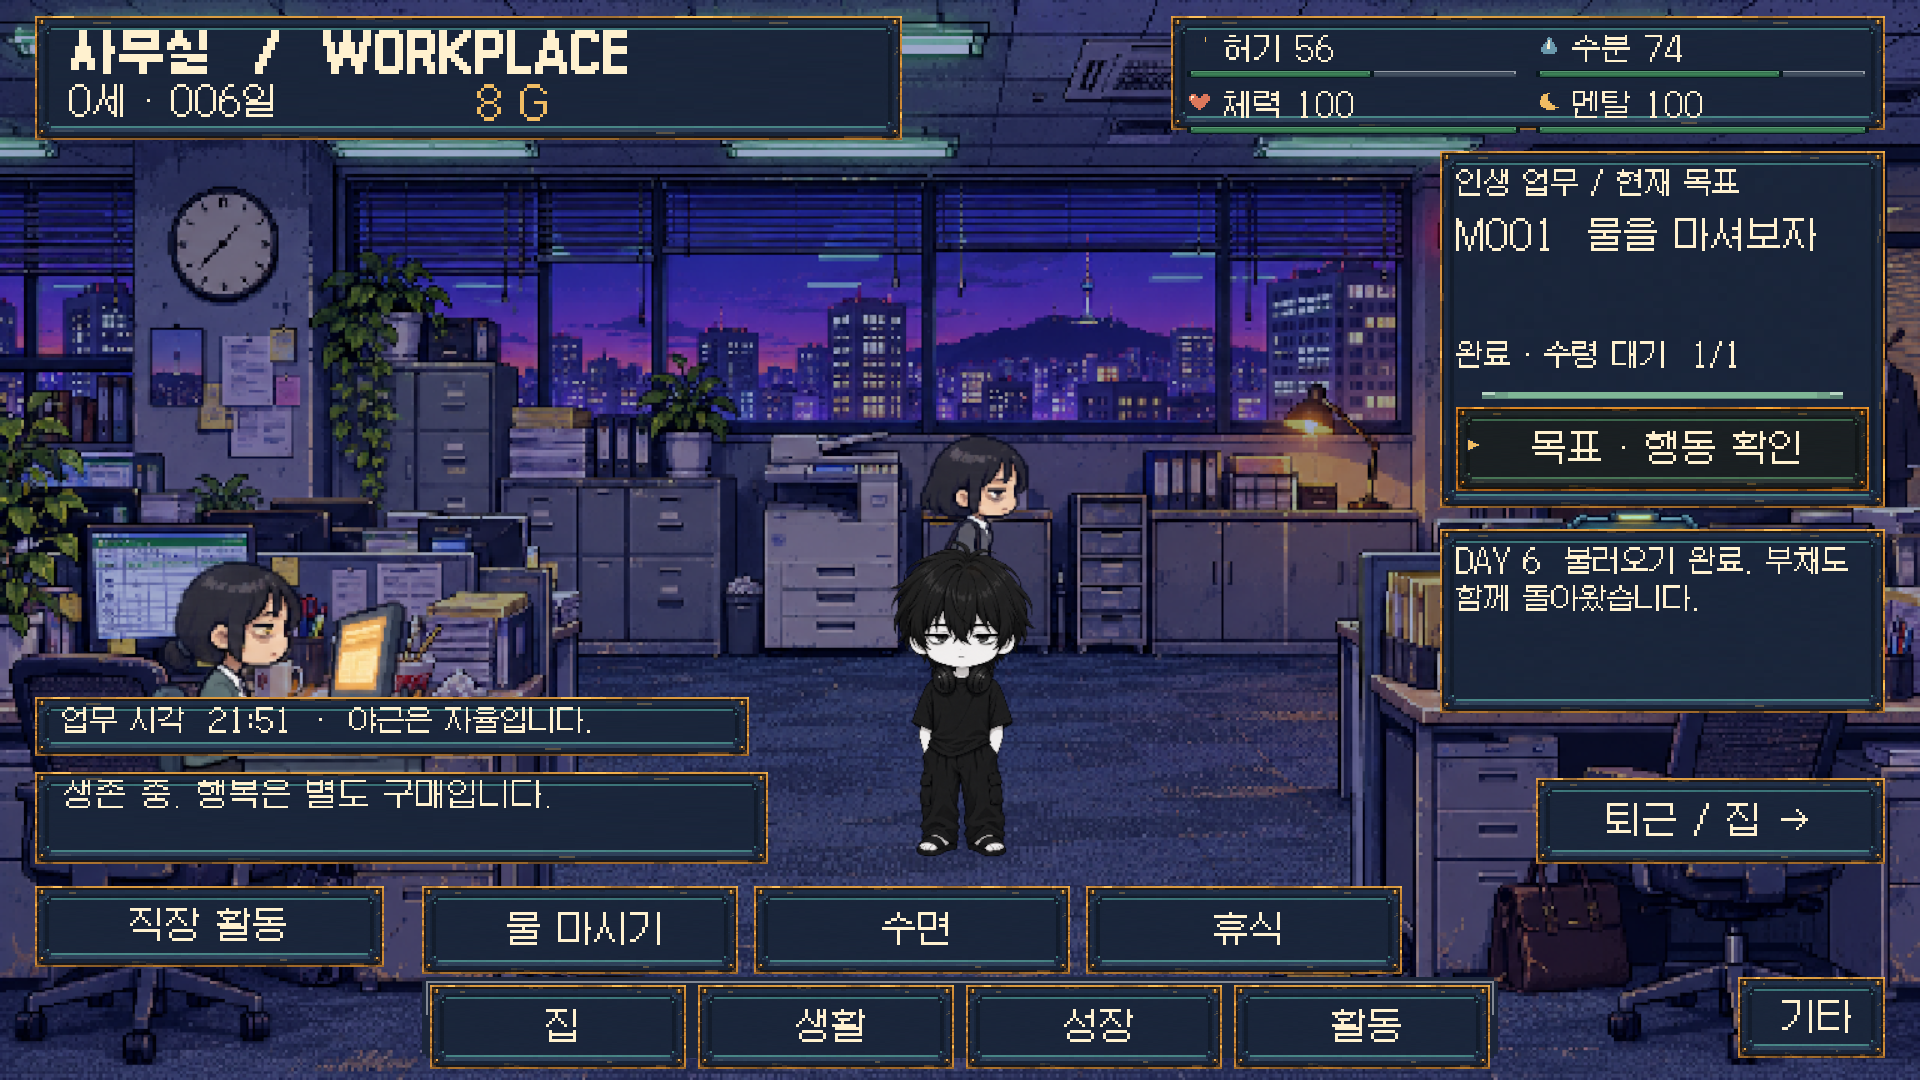 사무실 / WORKPLACE
0세 · 006일 8 G
허기 56
수분 74
체력 100
멘탈 100
인생 업무 / 현재 목표
M001 물을 마셔보자
완료 · 수령 대기 1/1
목표 · 행동 확인
DAY 6 불러오기 완료. 부채도
함께 돌아왔습니다.
업무 시각 21:51 · 야근은 자율입니다.
생존 중. 행복은 별도 구매입니다.
퇴근 / 집 →
직장 활동
물 마시기
수면
휴식
집
생활
성장
활동
기타